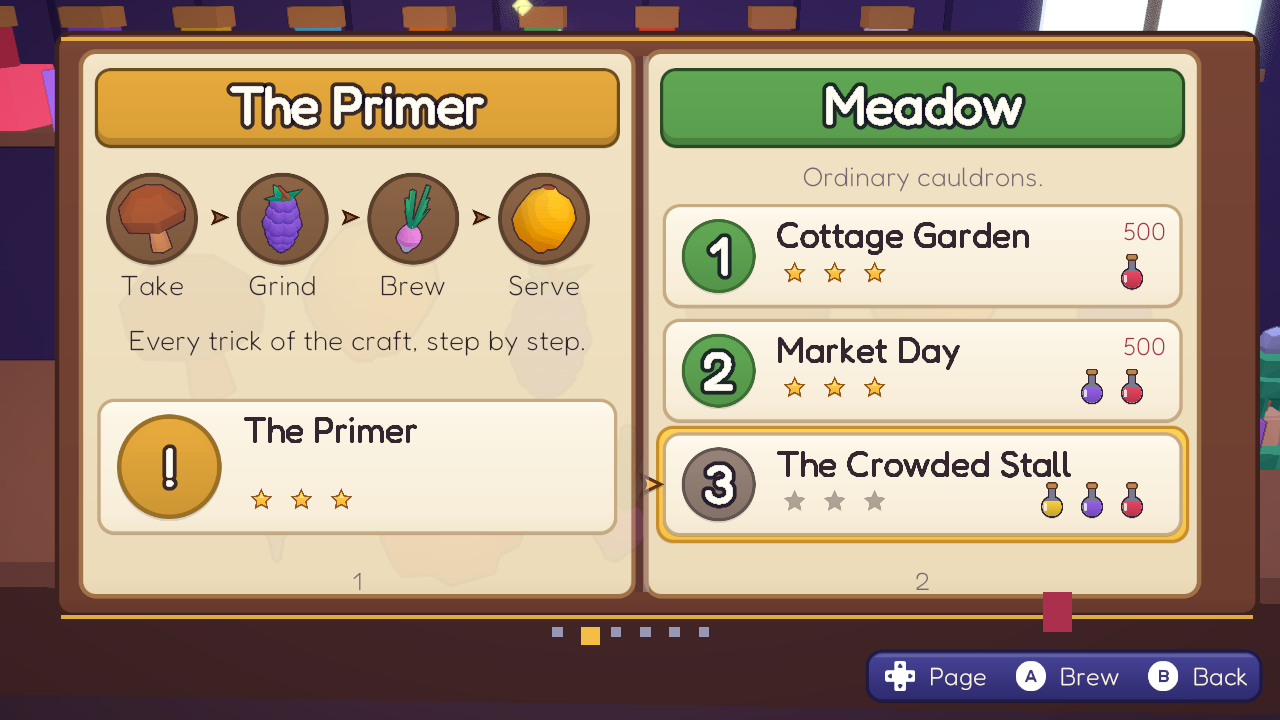 The Primer
Take
Grind
Brew
Serve
Every trick of the craft, step by step.
!
The Primer
1
Meadow
Ordinary cauldrons.
1
Cottage Garden
500
2
Market Day
500
3
The Crowded Stall
2
Page
A
Brew
B
Back